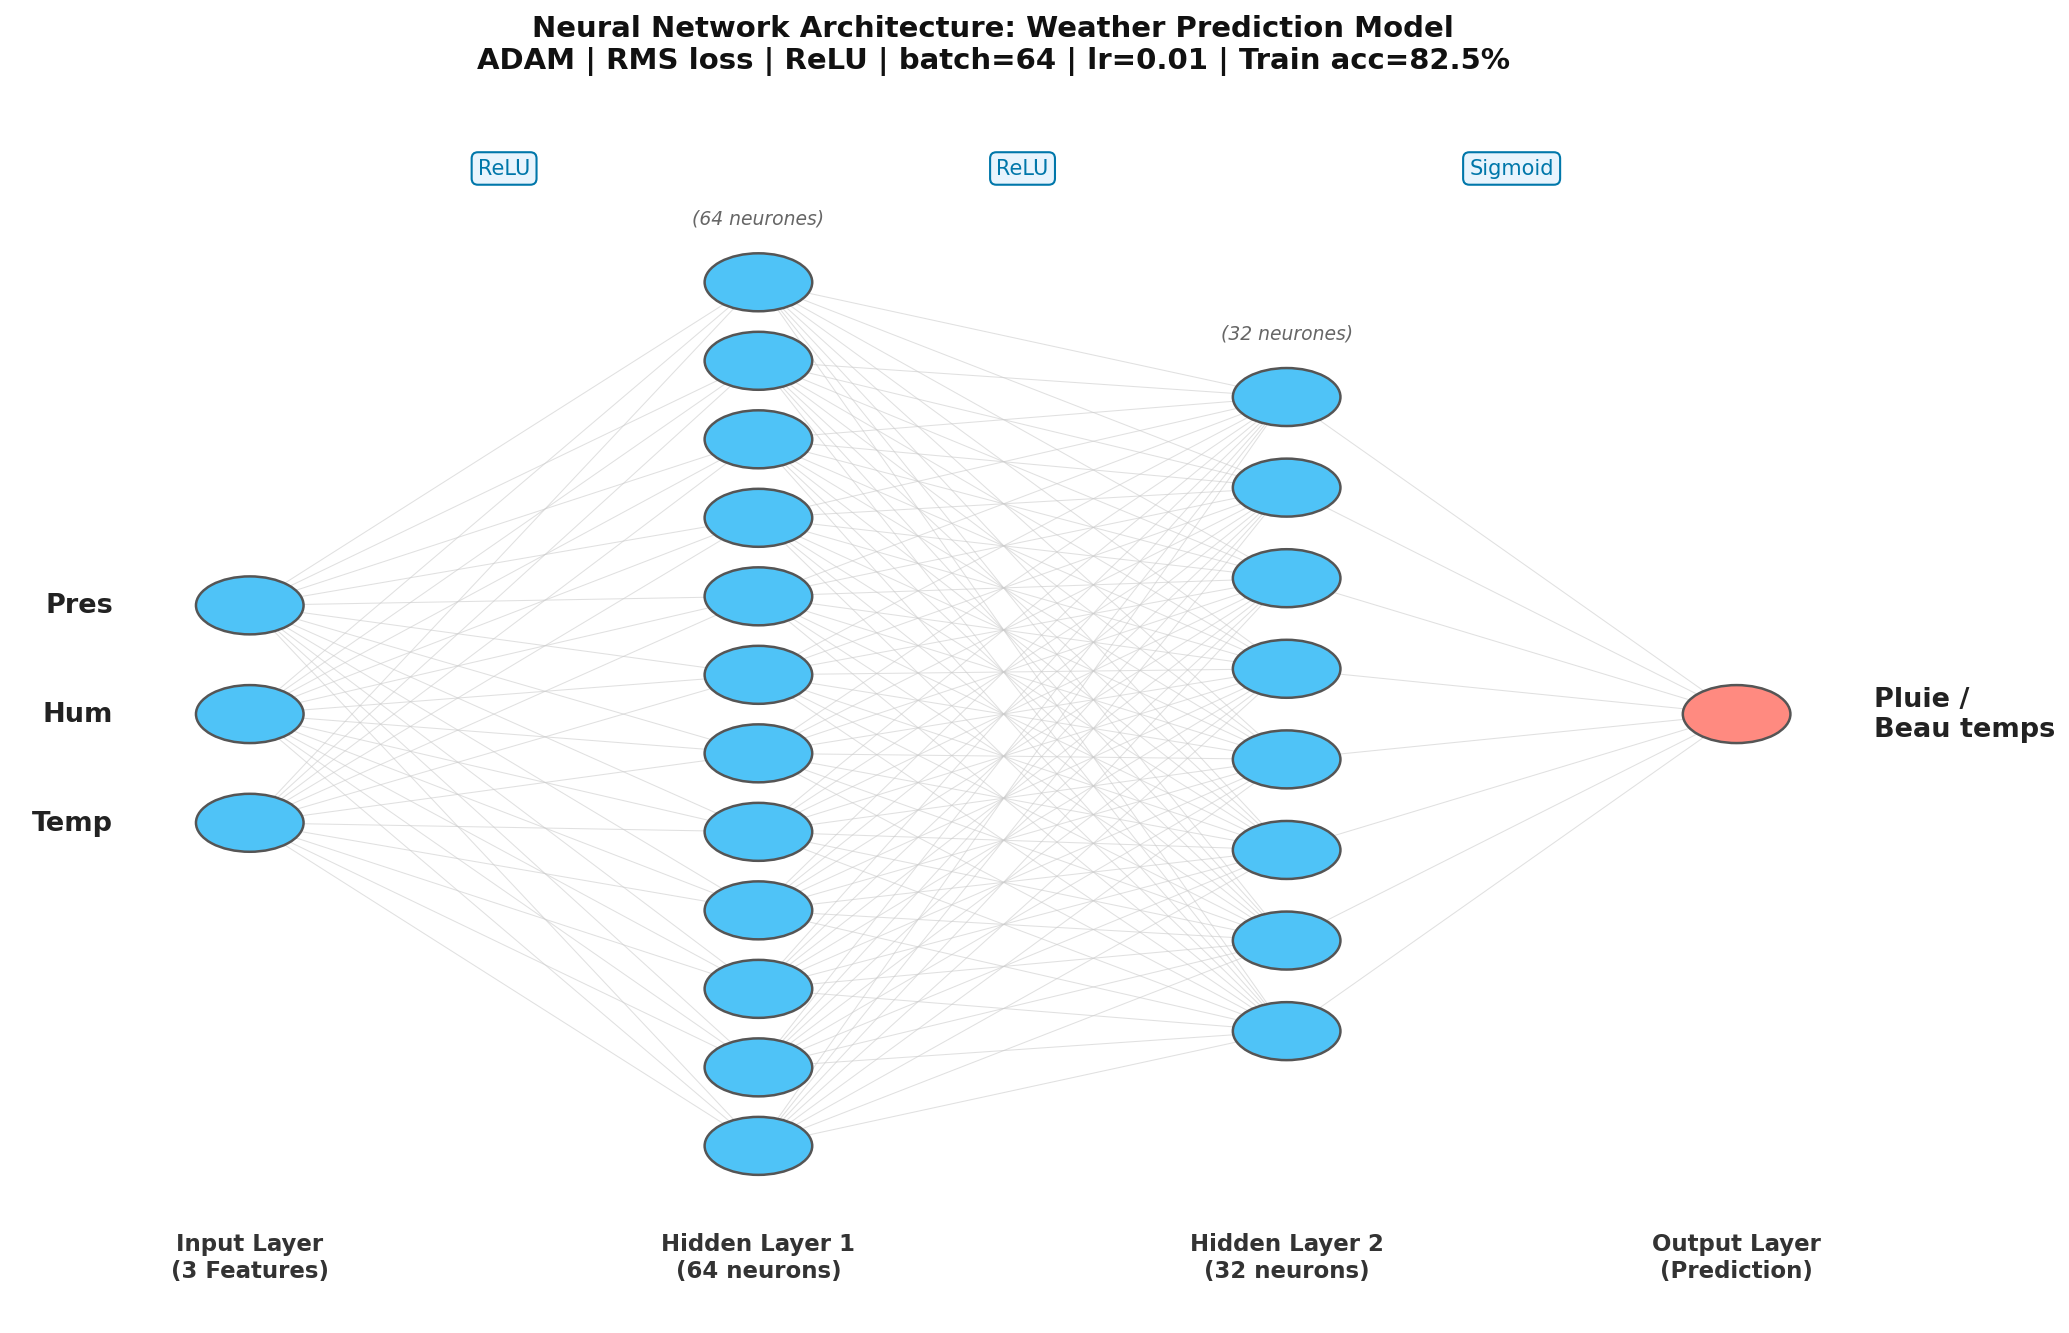 Neural Network Architecture: Weather Prediction Model
ADAM | RMS loss | ReLU | batch=64 | lr=0.01 | Train acc=82.5%
ReLU
ReLU
Sigmoid
(64 neurones)
(32 neurones)
Pres
Hum
Temp
Pluie /
Beau temps
Input Layer
(3 Features)
Hidden Layer 1
(64 neurons)
Hidden Layer 2
(32 neurons)
Output Layer
(Prediction)